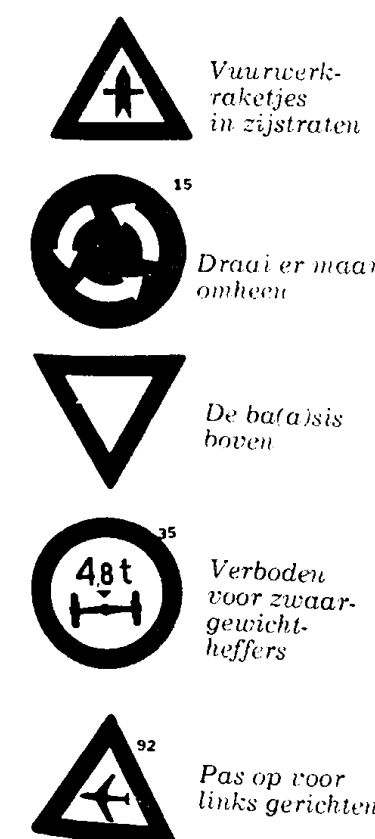 Vuurwerk-
raketjes
in zijstraten
15
Draai er maar
omheen
De ba(a)sis
boven
35
4,8 t
Verboden
voor zwaar-
gewicht-
heffers
92
Pas op voor
links gerichten